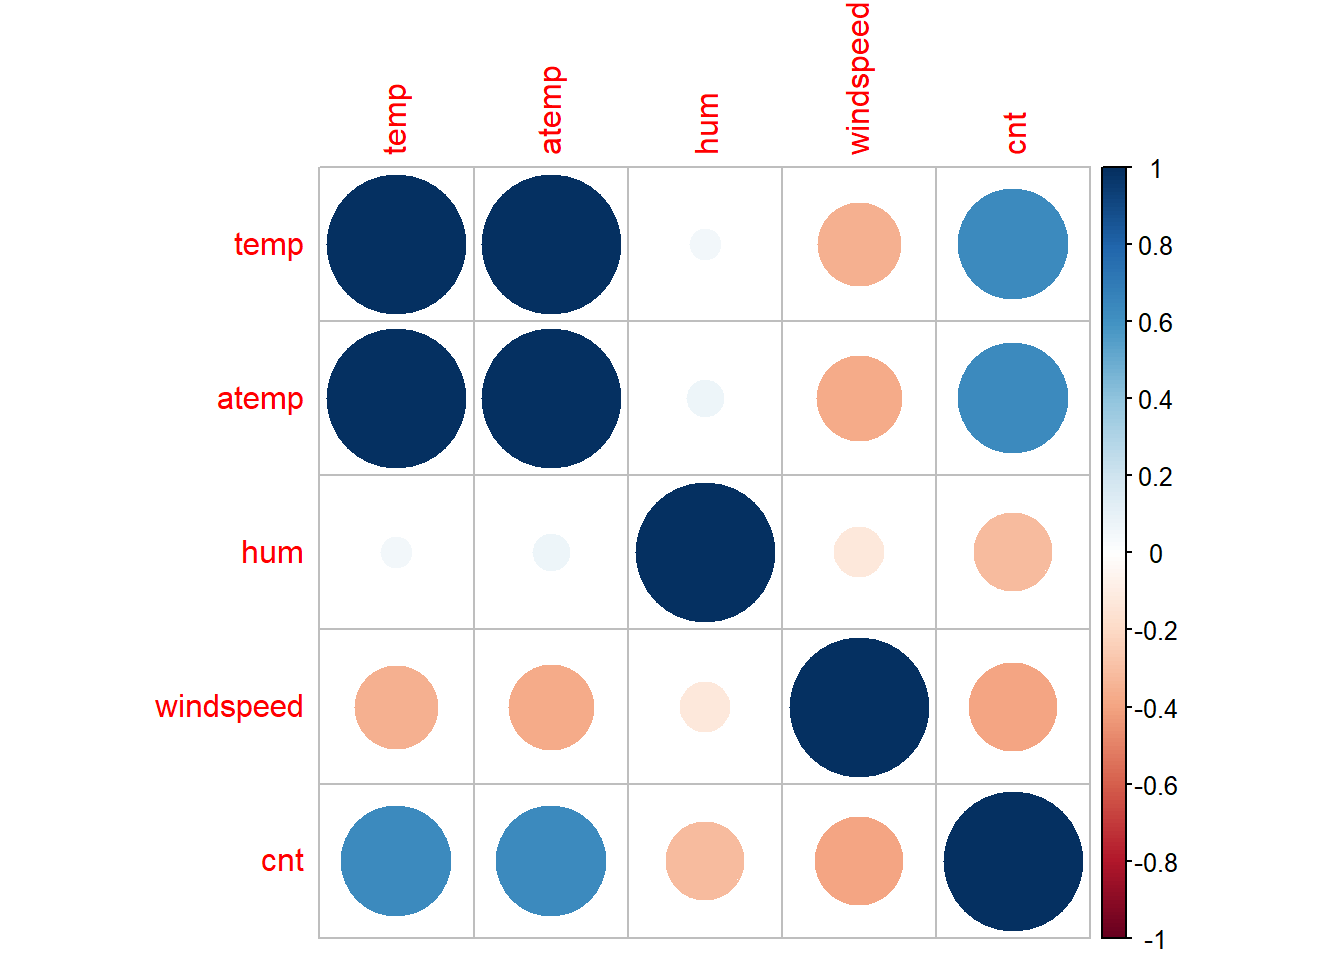 temp
atemp
hum
windspeed
cnt
temp
atemp
hum
windspeed
cnt
1
0.8
0.6
0.4
0.2
0
-0.2
-0.4
-0.6
-0.8
-1